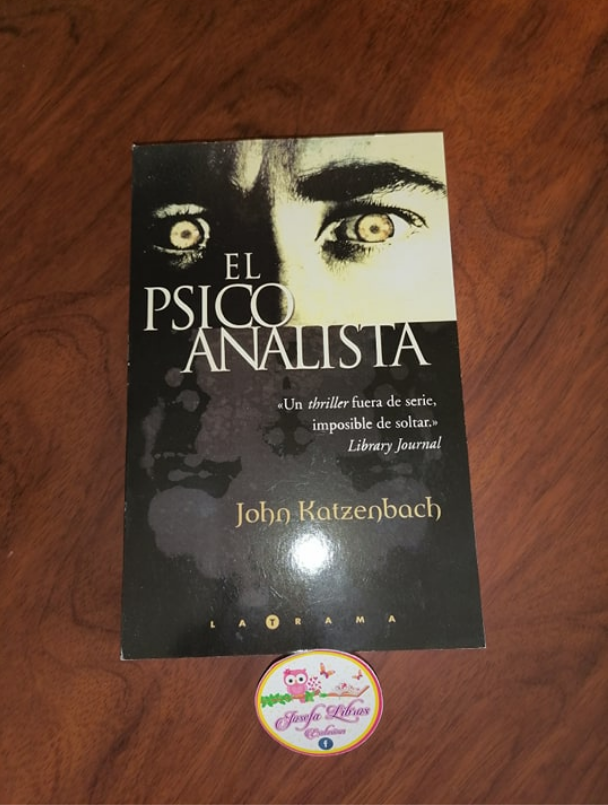 EL
PSICO
ANALISTA
«Un thriller fuera de serie,
imposible de soltar.»
Library Journal
John Katzenbach
LA TRAMA
Josefa Libros
f